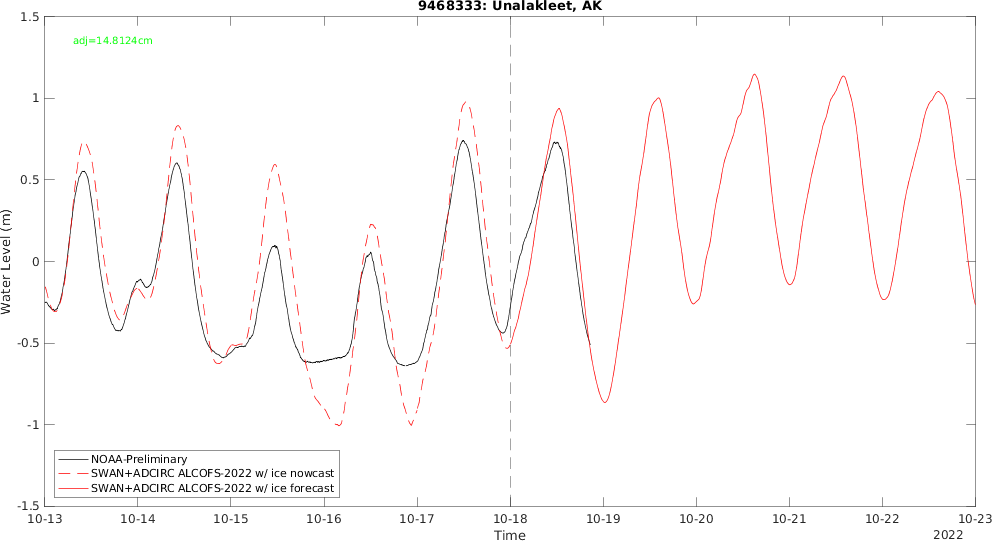 9468333: Unalakleet, AK
adj=14.8124cm
1.5
1
0.5
0
-0.5
-1
-1.5
Water Level (m)
NOAA-Preliminary
SWAN+ADCIRC ALCOFS-2022 w/ ice nowcast
SWAN+ADCIRC ALCOFS-2022 w/ ice forecast
10-13 10-14 10-15 10-16 10-17 10-18 10-19 10-20 10-21 10-22 10-23
Time
2022